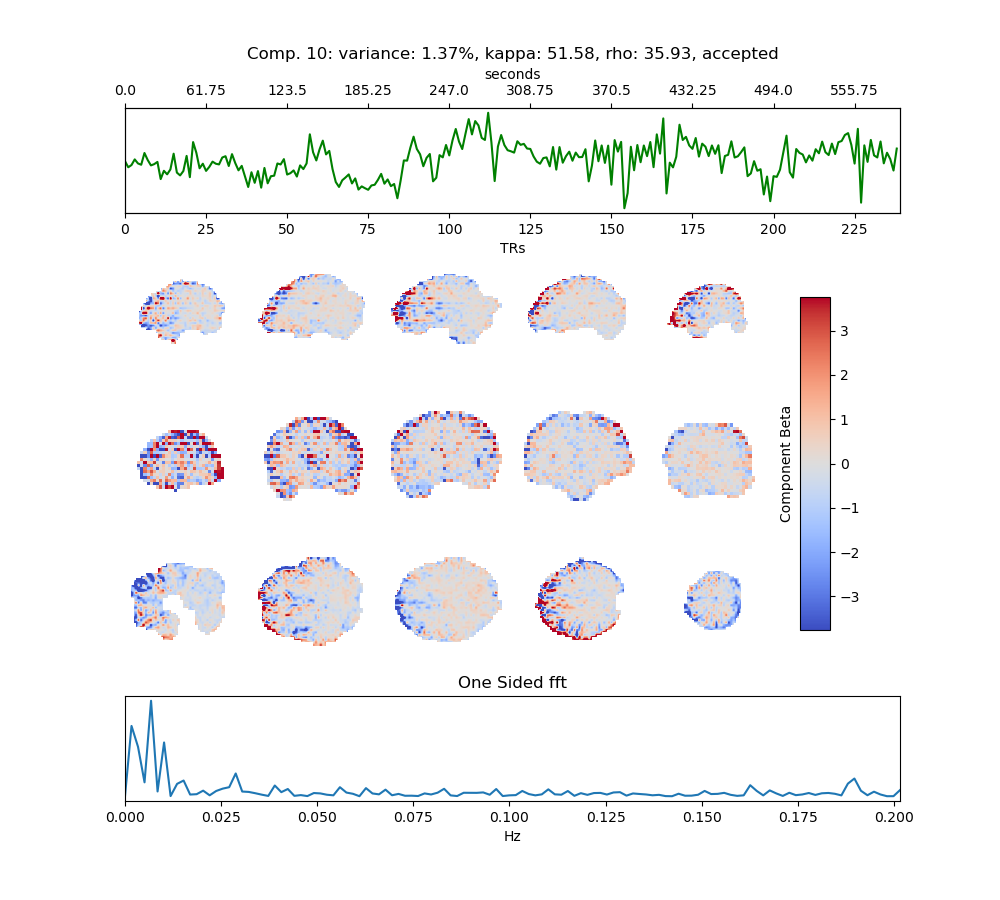 Comp. 10: variance: 1.37%, kappa: 51.58, rho: 35.93, accepted
seconds
0.0 61.75 123.5 185.25 247.0 308.75 370.5 432.25 494.0 555.75
0 25 50 75 100 125 150 175 200 225
TRs
3
2
1
0
−1
−2
−3
Component Beta
One Sided fft
0.000 0.025 0.050 0.075 0.100 0.125 0.150 0.175 0.200
Hz